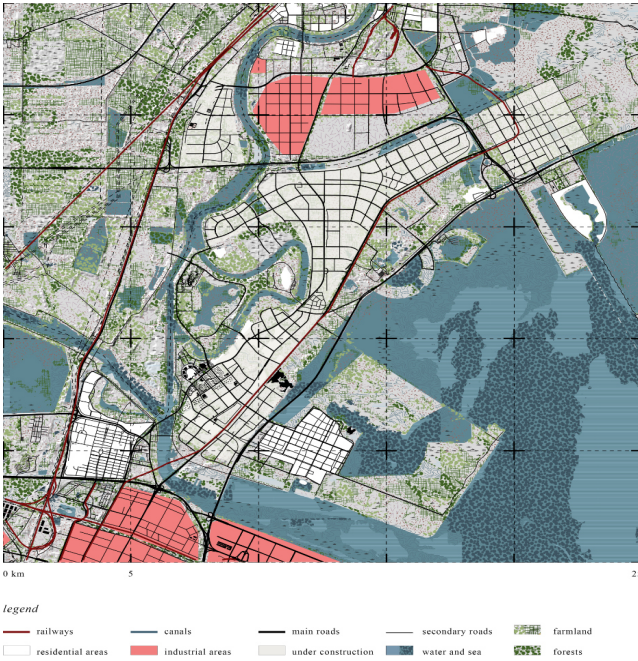 0 km 5 2
legend
railways canals main roads secondary roads farmland
residential areas industrial areas under construction water and sea forests